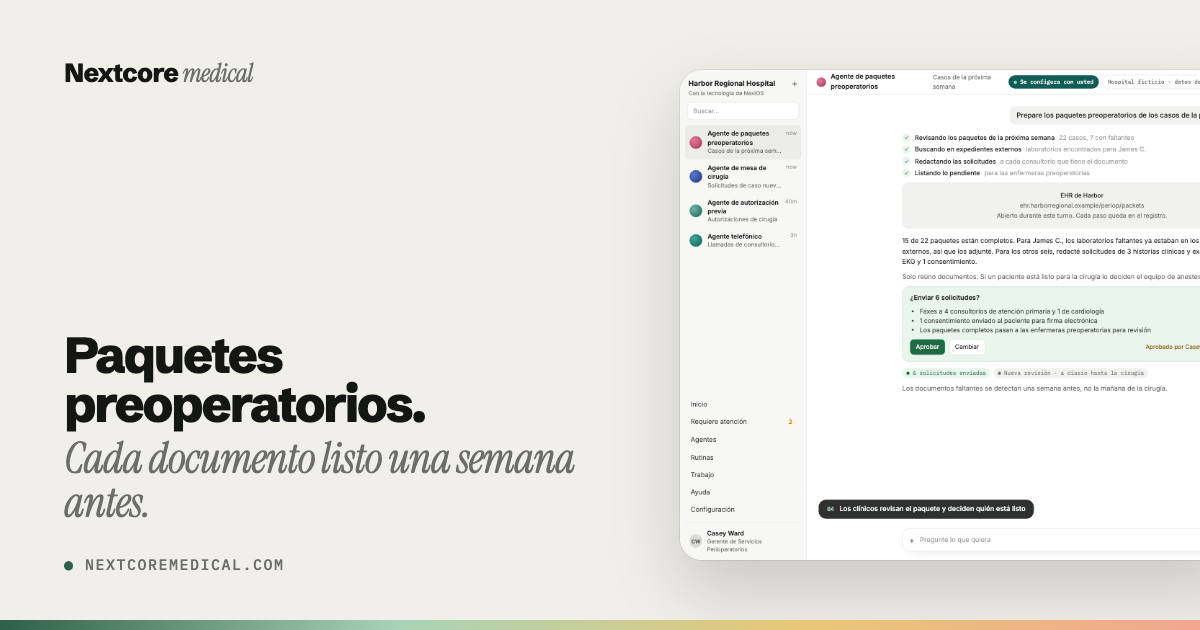 Nextcore medical
Paquetes
preoperatorios.
Cada documento listo una semana
antes.
NEXTCOREMEDICAL.COM
Harbor Regional Hospital
+
Con la tecnología de NexIOS
Buscar...
Agente de paquetes
preoperatorios
now
Casos de la próxima sem...
Agente de mesa de
cirugía
now
Solicitudes de caso nuev...
Agente de autorización
previa
40m
Autorizaciones de cirugía
Agente telefónico
3h
Llamadas de consultorio...
Inicio
Requiere atención 2
Agentes
Rutinas
Trabajo
Ayuda
Configuración
CW
Casey Ward
Gerente de Servicios
Perioperatorios
Agente de paquetes
preoperatorios
Casos de la próxima
semana
Se configura con usted
Hospital ficticio · datos de
Prepare los paquetes preoperatorios de los casos de la p
Revisando los paquetes de la próxima semana 22 casos, 7 con faltantes
Buscando en expedientes externos laboratorios encontrados para James C.
Redactando las solicitudes a cada consultorio que tiene el documento
Listando lo pendiente para las enfermeras preoperatorias
EHR de Harbor
ehr.harborregional.example/periop/packets
Abierto durante este turno. Cada paso queda en el registro.
15 de 22 paquetes están completos. Para James C., los laboratorios faltantes ya estaban en los
externos, así que los adjunté. Para los otros seis, redacté solicitudes de 3 historias clínicas y ex
EKG y 1 consentimiento.
Solo reúno documentos. Si un paciente está listo para la cirugía lo deciden el equipo de anestes
¿Enviar 6 solicitudes?
• Faxes a 4 consultorios de atención primaria y 1 de cardiología
• 1 consentimiento enviado al paciente para firma electrónica
• Los paquetes completos pasan a las enfermeras preoperatorias para revisión
Aprobar
Cambiar
Aprobado por Casey
6 solicitudes enviadas
Nueva revisión · a diario hasta la cirugía
Los documentos faltantes se detectan una semana antes, no la mañana de la cirugía.
04 Los clínicos revisan el paquete y deciden quién está listo
+ Pregunte lo que quiera